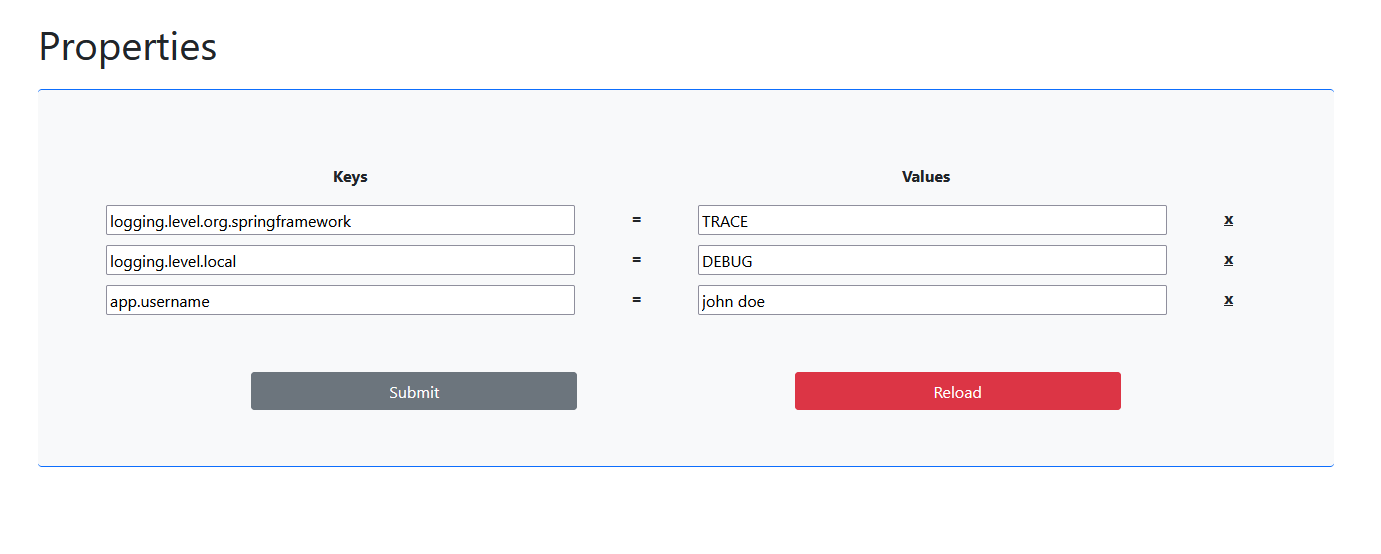 Properties
Keys Values
logging.level.org.springframework = TRACE x
logging.level.local = DEBUG x
app.username = john doe x
Submit Reload